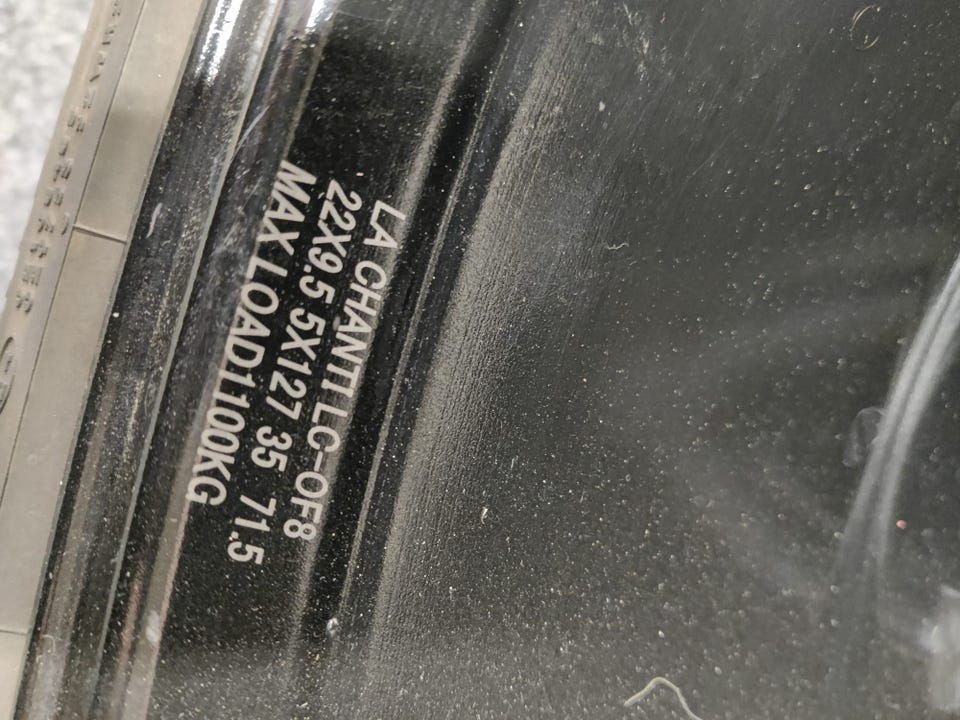 LA CHANTI LC-OF8
22X9.5 5X127 35 71.5
MAX LOAD1100KG